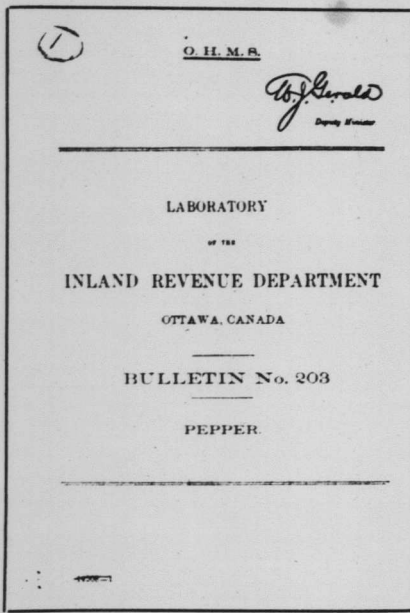 1
O. H. M. S.
W. J. Gerald
Deputy Minister
LABORATORY
OF THE
INLAND REVENUE DEPARTMENT
OTTAWA, CANADA
BULLETIN No. 203
PEPPER.